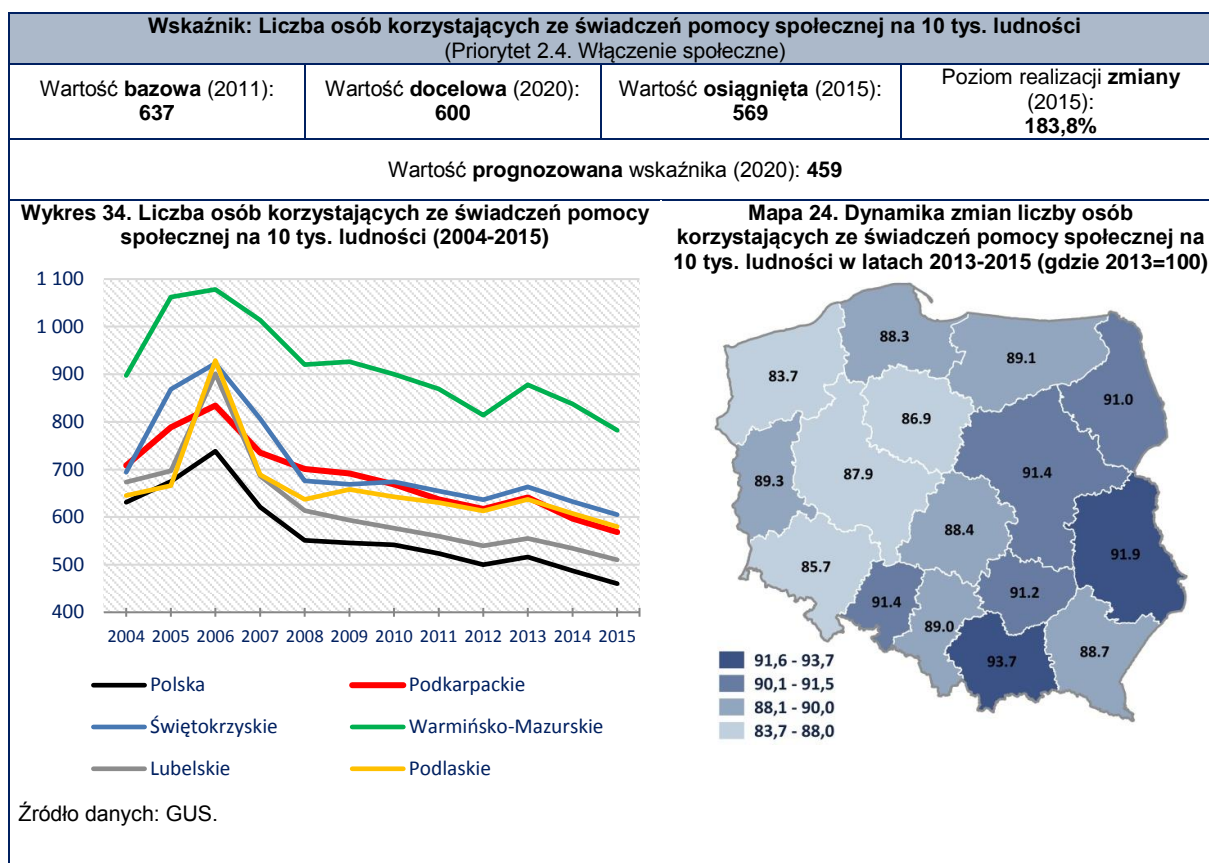 Wskaźnik: Liczba osób korzystających ze świadczeń pomocy społecznej na 10 tys. ludności
(Priorytet 2.4. Włączenie społeczne)
Wartość bazowa (2011):
637
Wartość docelowa (2020):
600
Wartość osiągnięta (2015):
569
Poziom realizacji zmiany
(2015):
183,8%
Wartość prognozowana wskaźnika (2020): 459
Wykres 34. Liczba osób korzystających ze świadczeń pomocy
społecznej na 10 tys. ludności (2004-2015)
1 100
1 000
900
800
700
600
500
400
2004 2005 2006 2007 2008 2009 2010 2011 2012 2013 2014 2015
Polska Podkarpackie
Świętokrzyskie Warmińsko-Mazurskie
Lubelskie Podlaskie
Mapa 24. Dynamika zmian liczby osób
korzystających ze świadczeń pomocy społecznej na
10 tys. ludności w latach 2013-2015 (gdzie 2013=100)
88.3
89.1
83.7
91.0
86.9
91.4
87.9
89.3
88.4
91.9
85.7
91.2
91.4
89.0
88.7
93.7
91,6 - 93,7
90,1 - 91,5
88,1 - 90,0
83,7 - 88,0
Źródło danych: GUS.